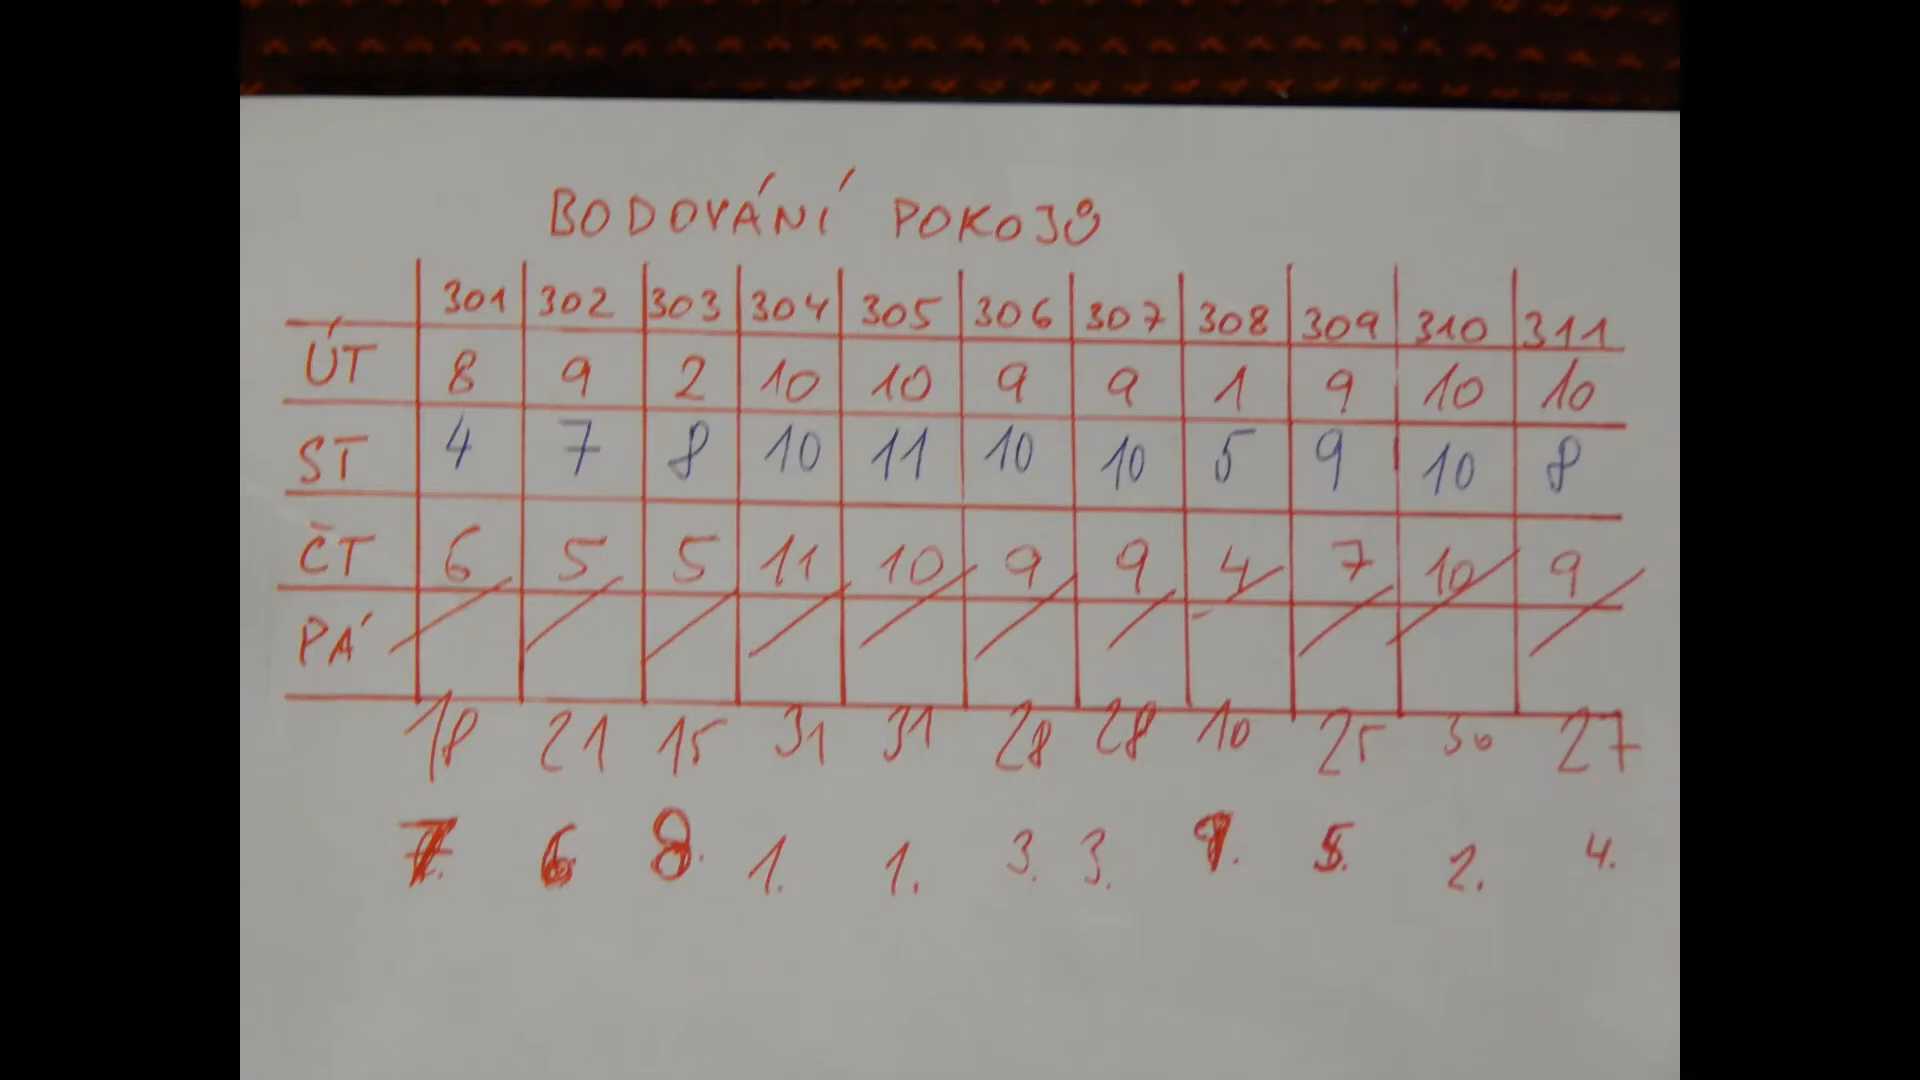 BODOVÁNÍ POKOJŮ
301 302 303 304 305 306 307 308 309 310 311
ÚT 8 9 2 10 10 9 9 1 9 10 10
ST 4 7 8 10 11 10 10 5 9 10 8
ČT 6 5 5 11 10 9 9 4 7 10 9
PÁ
18 21 15 31 31 28 28 10 25 30 27
7. 6 8. 1. 1. 3. 3. 9. 5. 2. 4.